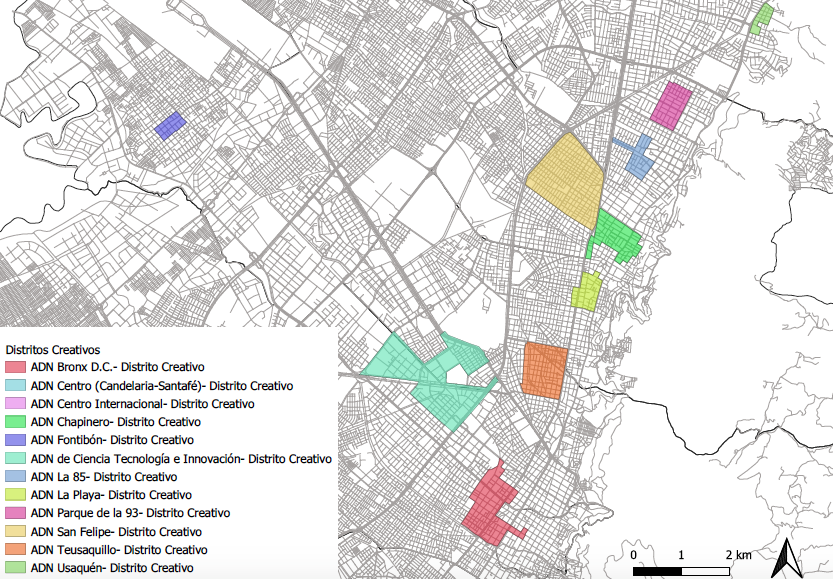 Distritos Creativos
ADN Bronx D.C.- Distrito Creativo
ADN Centro (Candelaria-Santafé)- Distrito Creativo
ADN Centro Internacional- Distrito Creativo
ADN Chapinero- Distrito Creativo
ADN Fontibón- Distrito Creativo
ADN de Ciencia Tecnología e Innovación- Distrito Creativo
ADN La 85- Distrito Creativo
ADN La Playa- Distrito Creativo
ADN Parque de la 93- Distrito Creativo
ADN San Felipe- Distrito Creativo
ADN Teusaquillo- Distrito Creativo
ADN Usaquén- Distrito Creativo
0 1 2 km